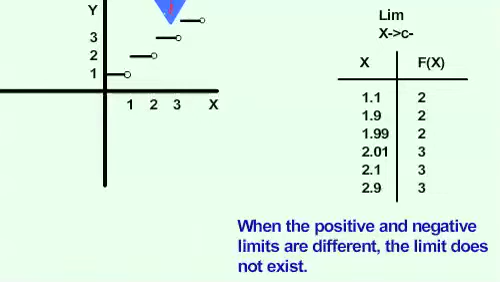 Y
3
2
1
1 2 3 X
Lim
X->c-
X F(X)
1.1 2
1.9 2
1.99 2
2.01 3
2.1 3
2.9 3
When the positive and negative
limits are different, the limit does
not exist.